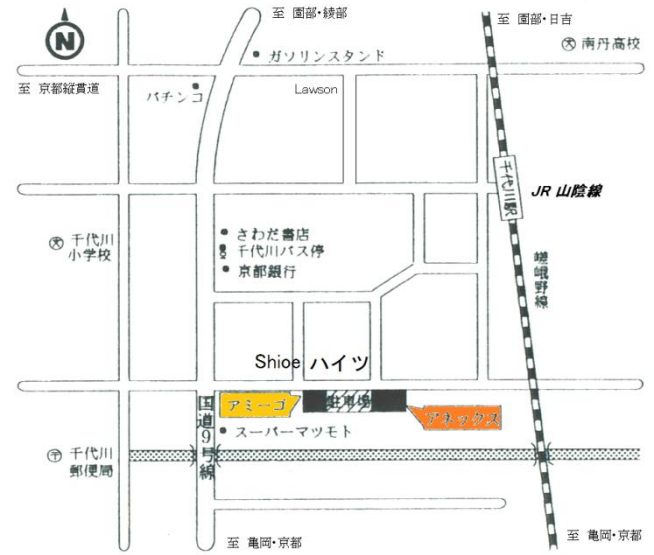 至 園部・綾部
至 園部・日吉
N
ガソリンスタンド
南丹高校
至 京都縦貫道
パチンコ
Lawson
千代川駅
JR 山陰線
さわだ書店
千代川バス停
京都銀行
千代川
小学校
嵯峨野線
Shioe ハイツ
アミーゴ
駐車場
アネックス
国道9号線
スーパーマツモト
千代川
郵便局
至 亀岡・京都
至 亀岡・京都